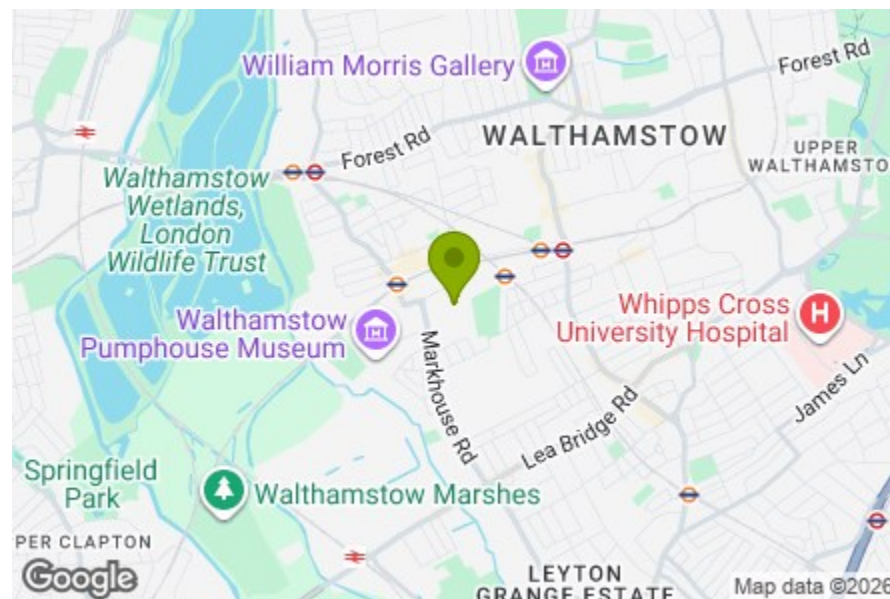 William Morris Gallery
Forest Rd
WALTHAMSTOW
Forest Rd
UPPER
WALTHAMSTO
Walthamstow
Wetlands,
London
Wildlife Trust
Walthamstow
Pumphouse Museum
Whipps Cross
University Hospital
H
Markhouse Rd
James Ln
Lea Bridge Rd
Springfield
Park
Walthamstow Marshes
PER CLAPTON
LEYTON
GRANGE ESTATE
Google
Map data ©2026